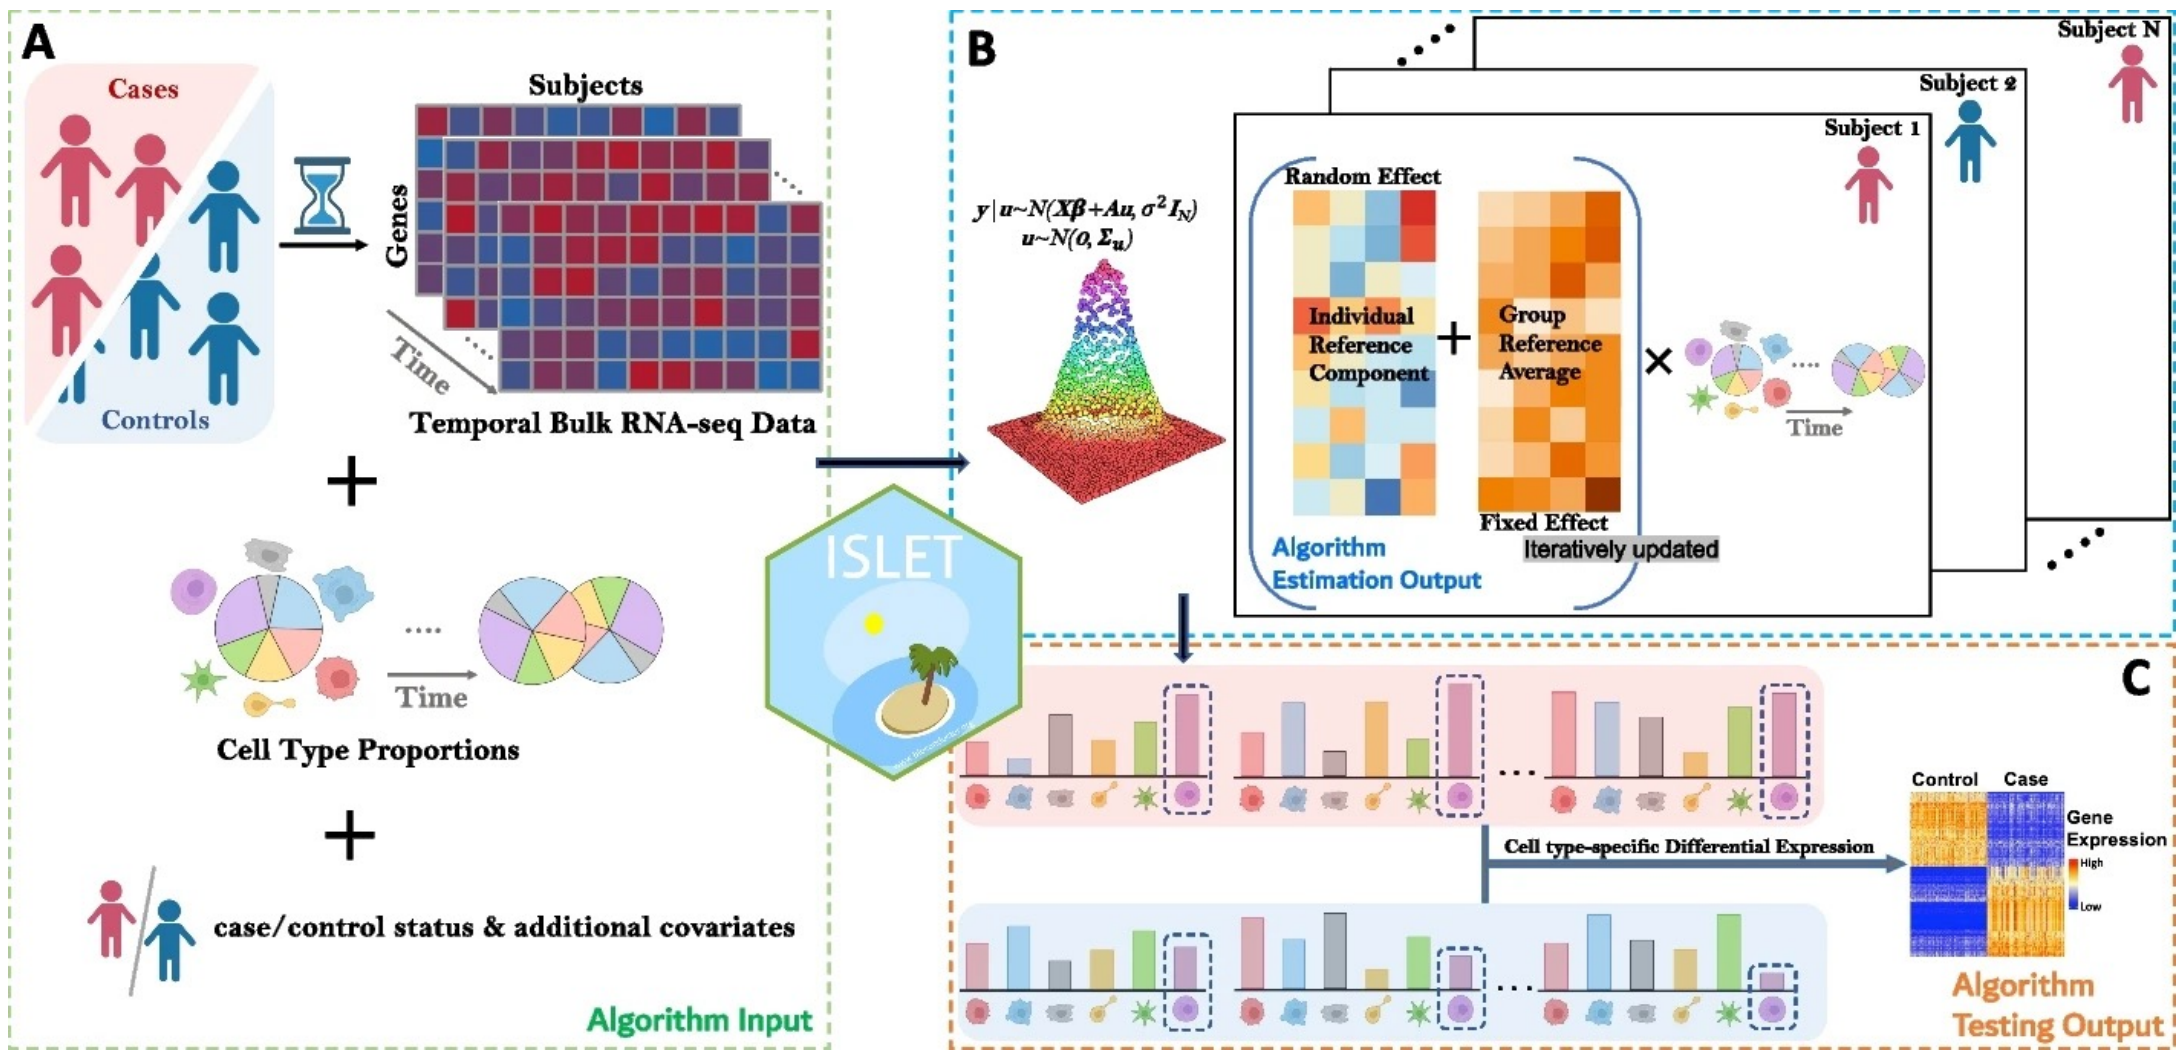 A
Cases
Controls
Subjects
Genes
Time
Temporal Bulk RNA-seq Data
+
....
Time
Cell Type Proportions
+
case/control status & additional covariates
Algorithm Input
ISLET
B
y|u~N(Xβ+Au, σ²I_N)
u~N(0, Σ_u)
Subject N
Subject 2
Subject 1
Random Effect
Individual
Reference
Component
+
Group
Reference
Average
Fixed Effect
Iteratively updated
Algorithm
Estimation Output
×
....
Time
C
...
Cell type-specific Differential Expression
...
Control Case
Gene
Expression
High
Low
Algorithm
Testing Output